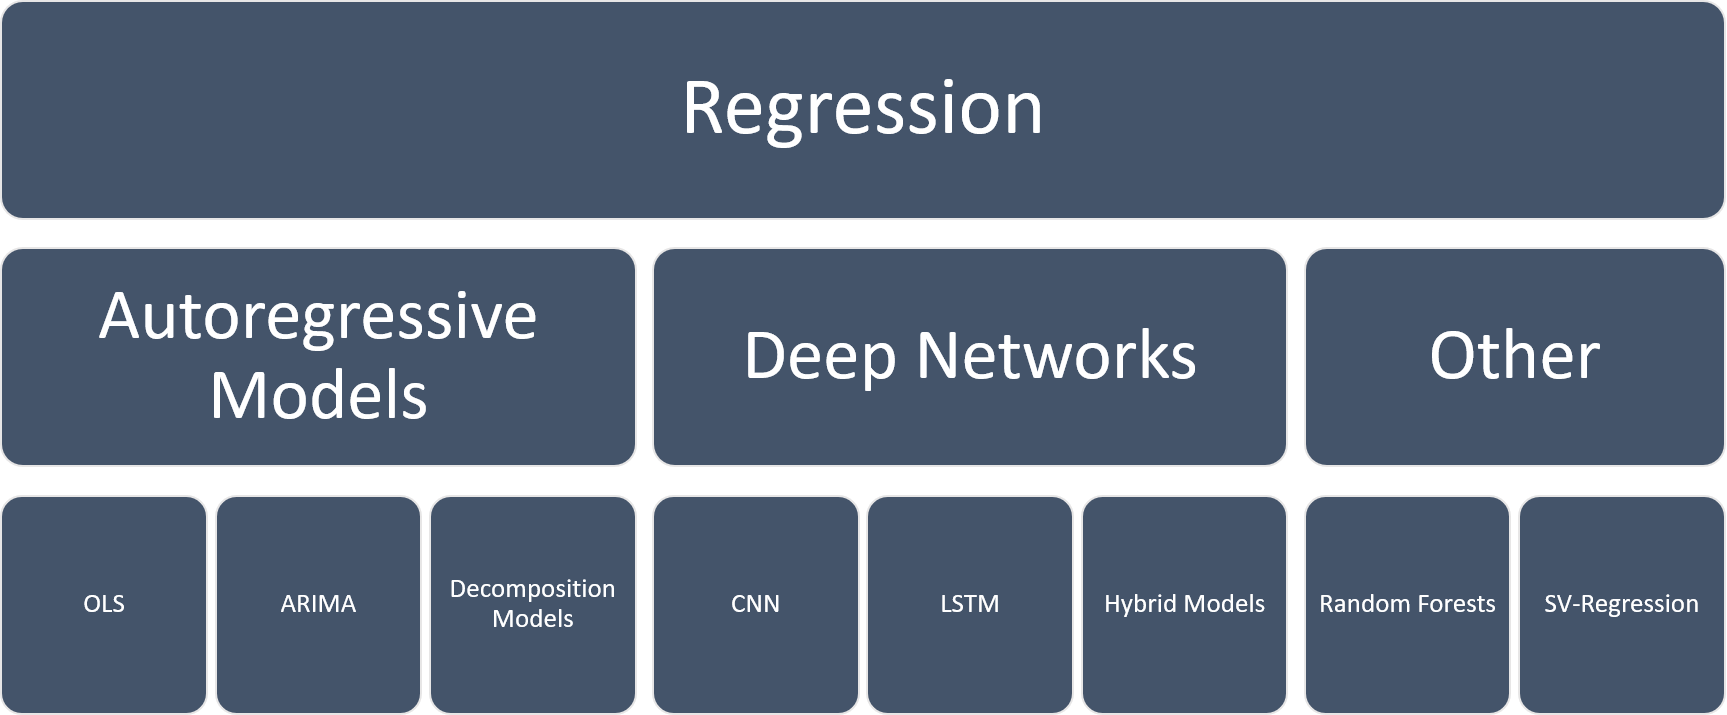 Regression
Autoregressive
Models
Deep Networks
Other
OLS
ARIMA
Decomposition
Models
CNN
LSTM
Hybrid Models
Random Forests
SV-Regression